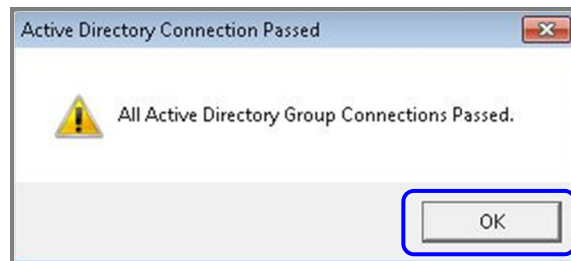 Active Directory Connection Passed
All Active Directory Group Connections Passed.
OK